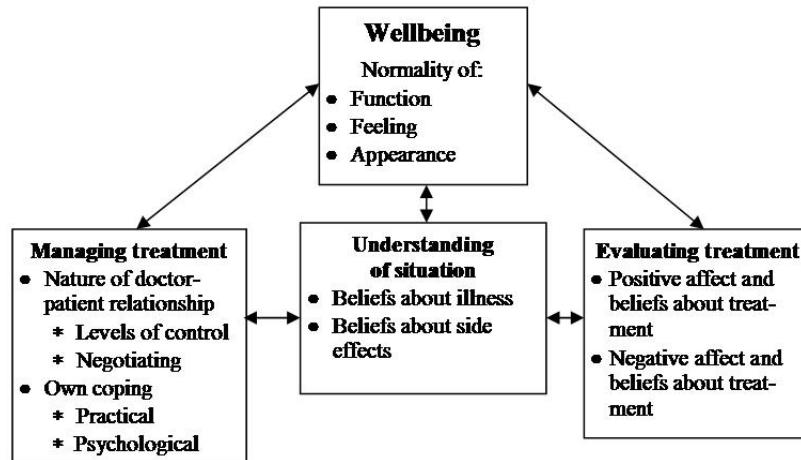 Wellbeing
Normality of:
• Function
• Feeling
• Appearance
Managing treatment
• Nature of doctor-
patient relationship
* Levels of control
* Negotiating
• Own coping
* Practical
* Psychological
Understanding
of situation
• Beliefs about illness
• Beliefs about side
effects
Evaluating treatment
• Positive affect and
beliefs about treat-
ment
• Negative affect and
beliefs about treat-
ment